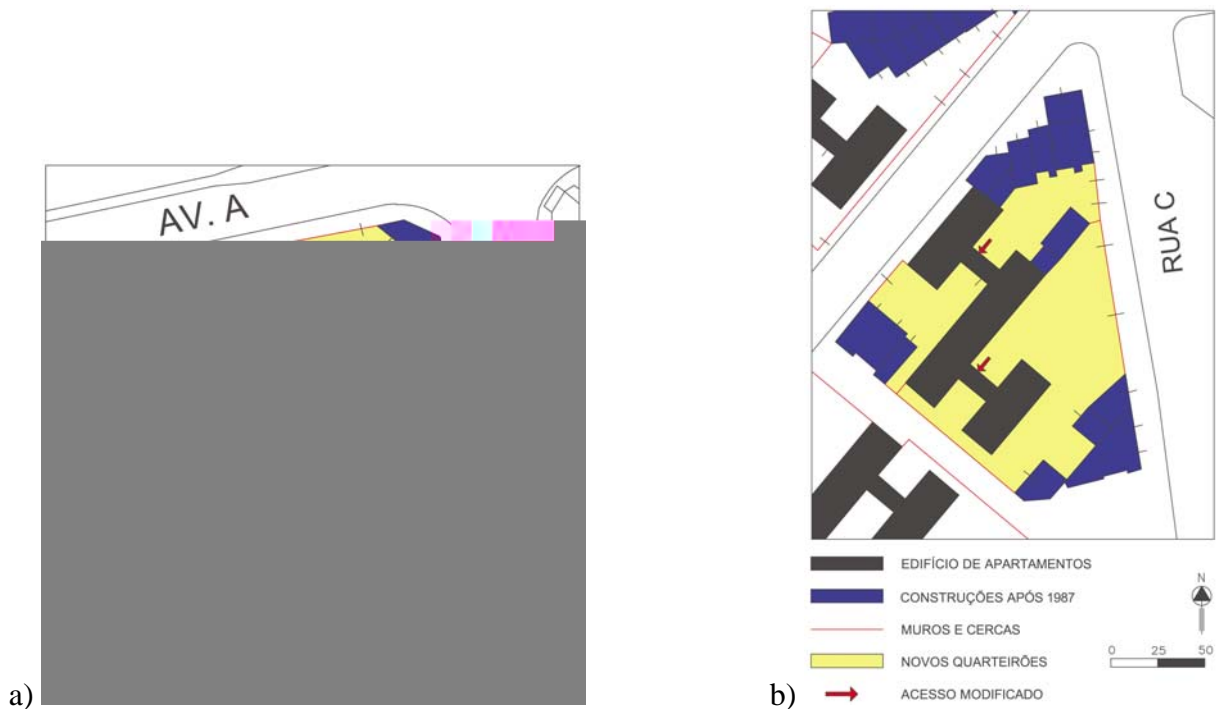 AV. A
a)
RUA C
EDIFÍCIO DE APARTAMENTOS
CONSTRUÇÕES APÓS 1987
MUROS E CERCAS
NOVOS QUARTEIRÕES
ACESSO MODIFICADO
N
0 25 50
b)